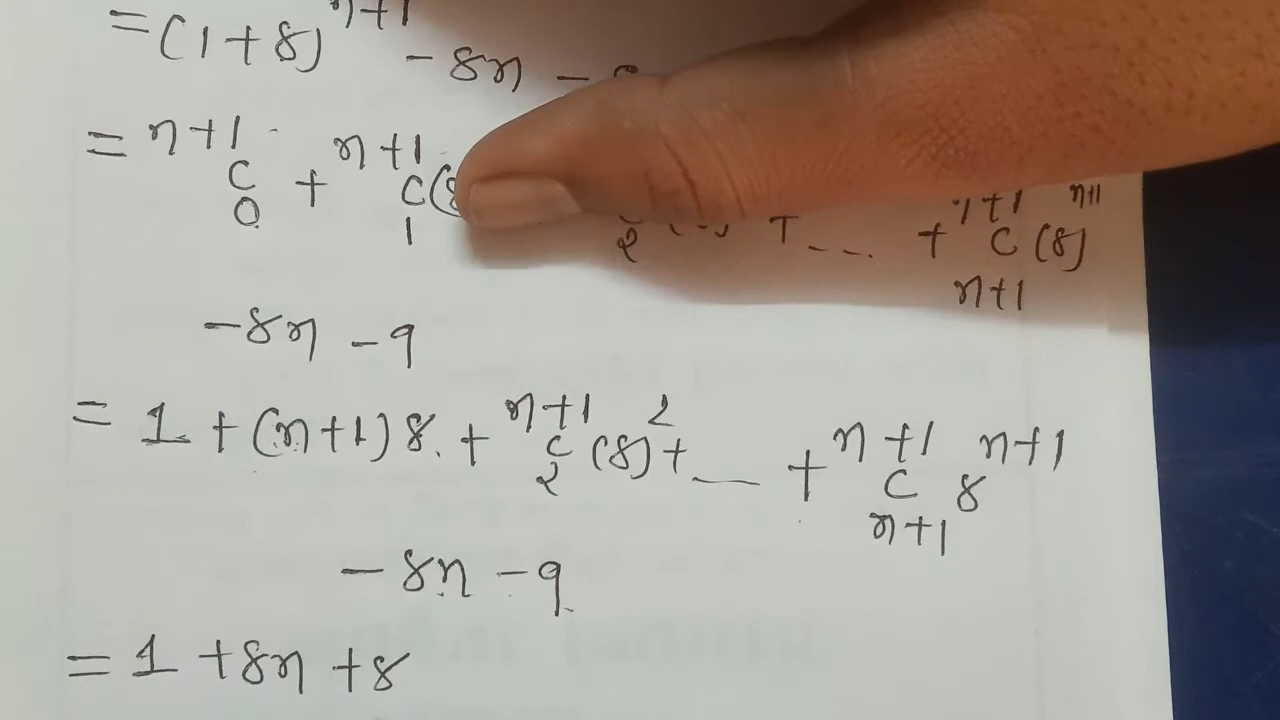 =(1+8)^{n+1} -8n -
= ^{n+1}C_0 + ^{n+1}C_1(8 + --. + ^{n+1}C_{n+1}(8)^{n+1}
-8n -9
= 1+(n+1)8+ ^{n+1}C_2(8)^2+ -- + ^{n+1}C_{n+1} 8^{n+1}
-8n -9
= 1 +8n +8